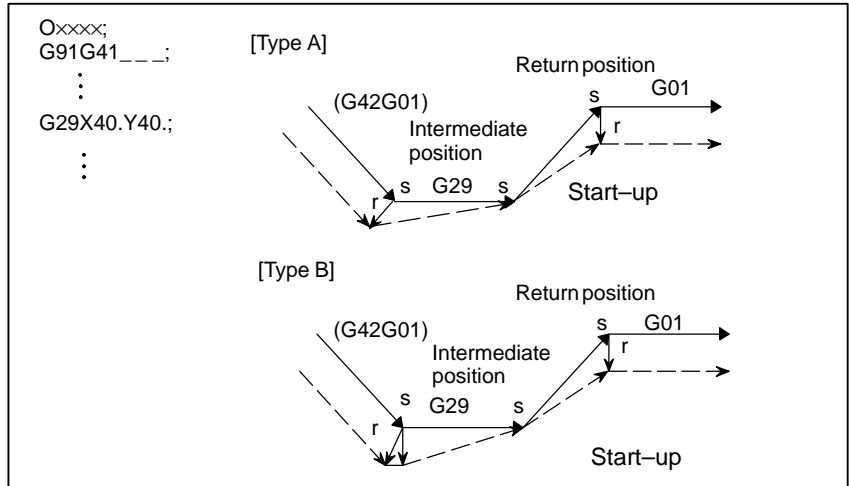 O××××;
G91G41_ _ _;
G29X40.Y40.;
[Type A]
Return position
G01
s
(G42G01)
r
Intermediate
position
s
G29
s
r
Start–up
[Type B]
Return position
s
G01
(G42G01)
r
Intermediate
position
s
G29
s
r
Start–up